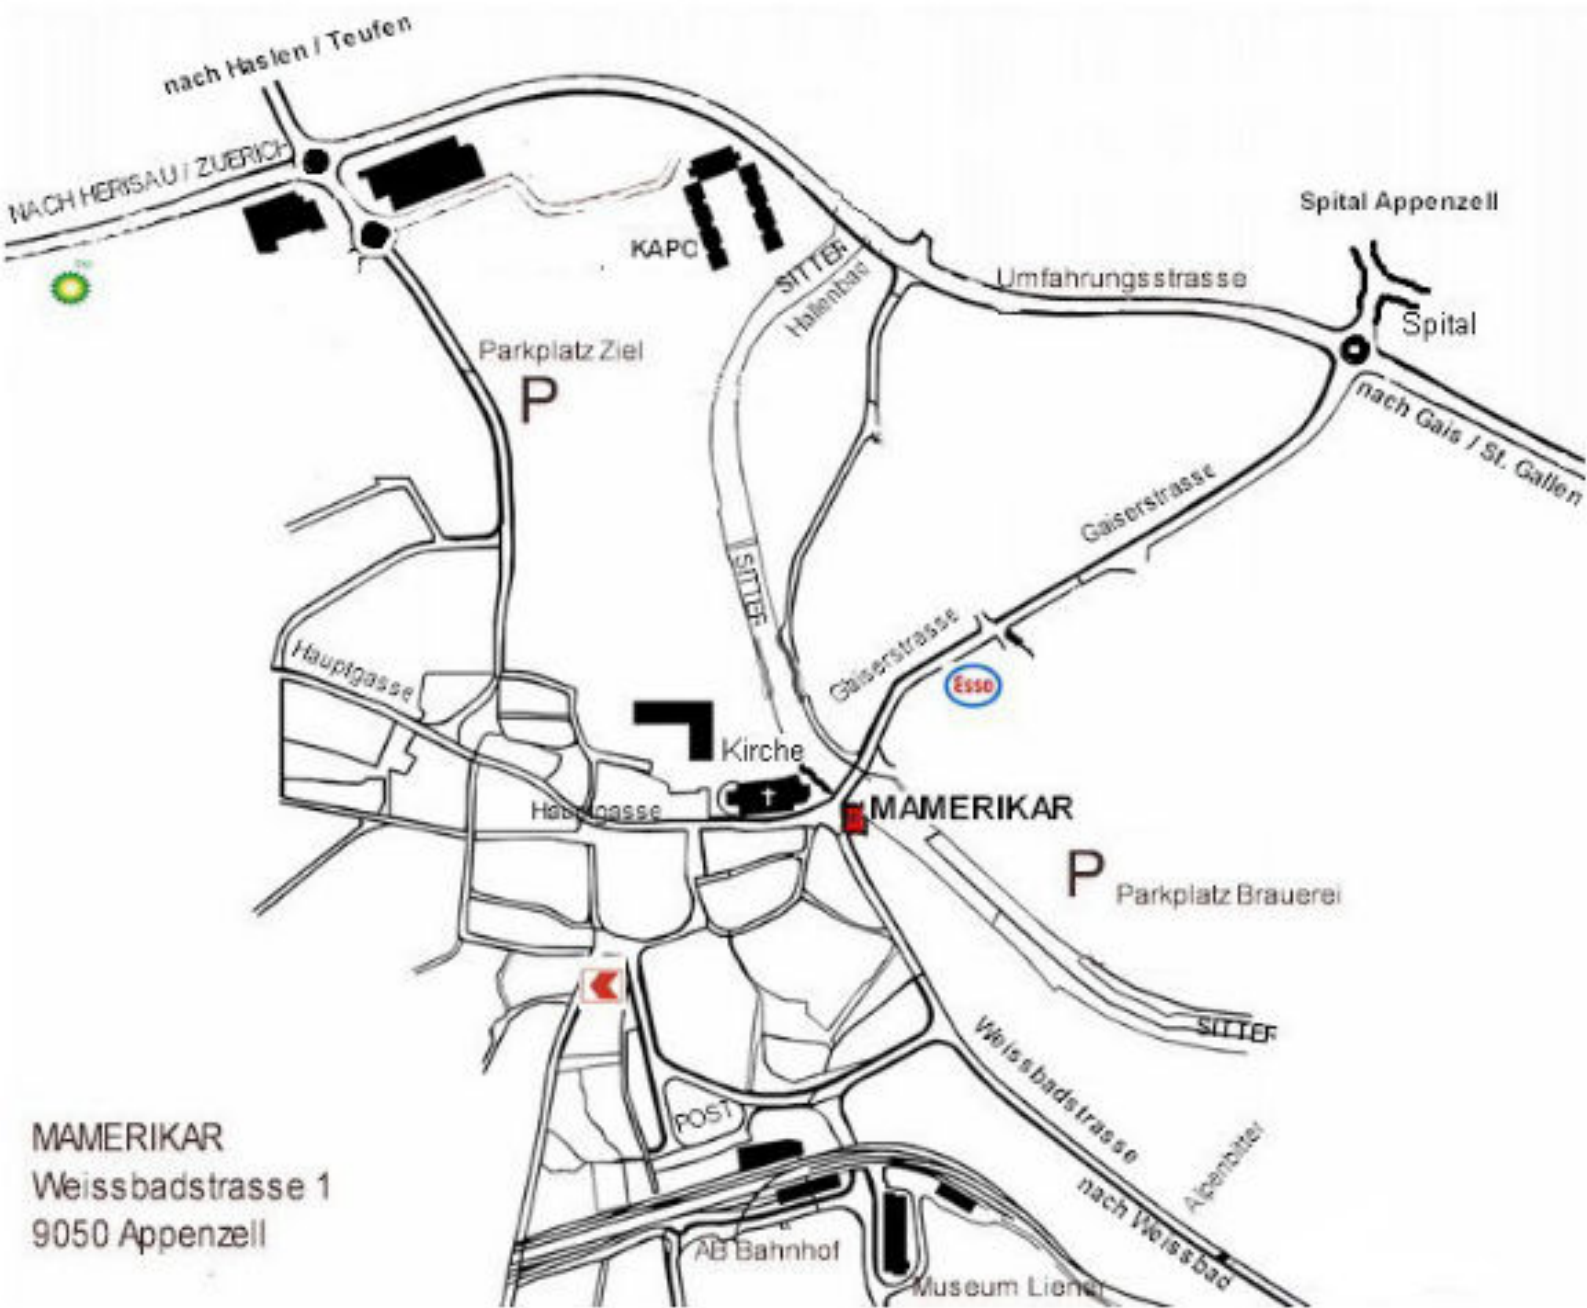 nach Haslen / Teufen
NACH HERISAU / ZUERICH
KAPO
SITTER
Hallenbad
Umfahrungsstrasse
Spital Appenzell
Spital
nach Gais / St. Gallen
Parkplatz Ziel
P
Gaiserstrasse
SITTER
Gaiserstrasse
Esso
Hauptgasse
Kirche
Hauptgasse
MAMERIKAR
P
Parkplatz Brauerei
SITTER
Weissbadstrasse
nach Weissbad
Alpenbitter
POST
AB Bahnhof
Museum Liener
MAMERIKAR
Weissbadstrasse 1
9050 Appenzell